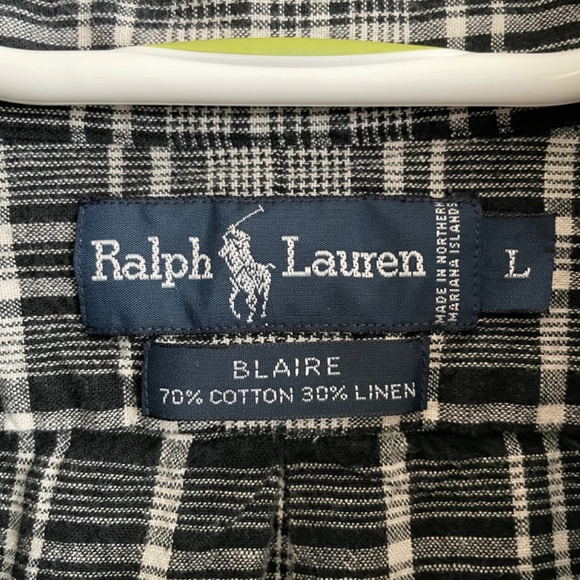 Ralph Lauren
MADE IN NORTHERN
MARIANA ISLANDS
L
BLAIRE
70% COTTON 30% LINEN